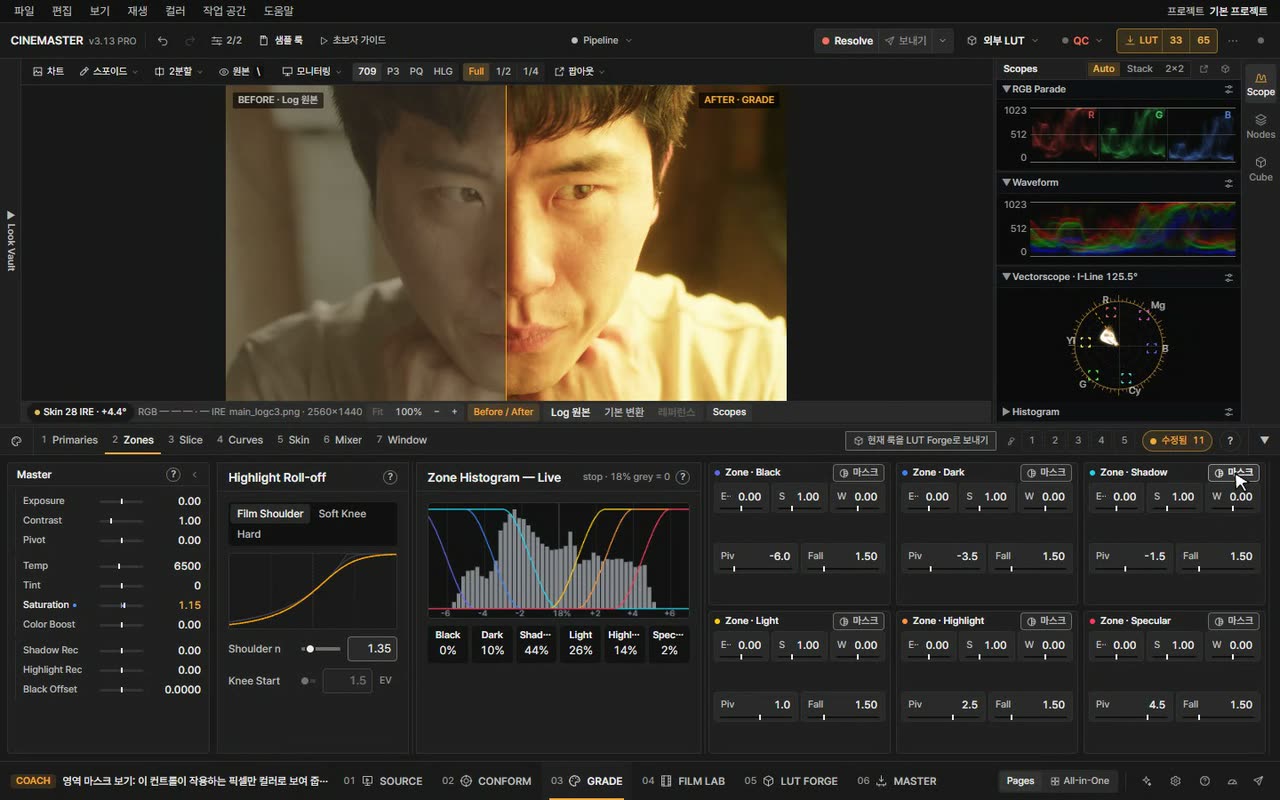 파일 편집 보기 재생 컬러 작업 공간 도움말 프로젝트 기본 프로젝트
CINEMASTER v3.13 PRO 2/2 샘플 룩 초보자 가이드 Pipeline Resolve 보내기 외부 LUT QC LUT 33 65
차트 스포이드 2분할 원본 모니터링 709 P3 PQ HLG Full 1/2 1/4 팝아웃
Scopes Auto Stack 2×2
Scope
Nodes
Cube
Look Vault
BEFORE · Log 원본
AFTER · GRADE
RGB Parade
1023
512
0
R G B
Waveform
1023
512
0
Vectorscope · I-Line 125.5°
R Mg
Yl B
G Cy
Histogram
Skin 28 IRE · +4.4° RGB — — — · — IRE main_logc3.png · 2560×1440 Fit 100% − + Before / After Log 원본 기본 변환 레퍼런스 Scopes
1 Primaries 2 Zones 3 Slice 4 Curves 5 Skin 6 Mixer 7 Window 현재 룩을 LUT Forge로 보내기 1 2 3 4 5 수정됨 11 ?
Master ?
Exposure 0.00
Contrast 1.00
Pivot 0.00
Temp 6500
Tint 0
Saturation 1.15
Color Boost 0.00
Shadow Rec 0.00
Highlight Rec 0.00
Black Offset 0.0000
Highlight Roll-off ?
Film Shoulder Soft Knee
Hard
Shoulder n 1.35
Knee Start 1.5 EV
Zone Histogram — Live stop · 18% grey = 0 ?
-6 -4 -2 18% +2 +4 +6
Black Dark Shad··· Light Highl··· Spec···
0% 10% 44% 26% 14% 2%
Zone · Black 마스크
E·· 0.00 S 1.00 W 0.00
Piv -6.0 Fall 1.50
Zone · Dark 마스크
E·· 0.00 S 1.00 W 0.00
Piv -3.5 Fall 1.50
Zone · Shadow 마스크
E·· 0.00 S 1.00 W 0.00
Piv -1.5 Fall 1.50
Zone · Light 마스크
E·· 0.00 S 1.00 W 0.00
Piv 1.0 Fall 1.50
Zone · Highlight 마스크
E·· 0.00 S 1.00 W 0.00
Piv 2.5 Fall 1.50
Zone · Specular 마스크
E·· 0.00 S 1.00 W 0.00
Piv 4.5 Fall 1.50
COACH 영역 마스크 보기: 이 컨트롤이 작용하는 픽셀만 컬러로 보여 줍··· 01 SOURCE 02 CONFORM 03 GRADE 04 FILM LAB 05 LUT FORGE 06 MASTER Pages All-in-One